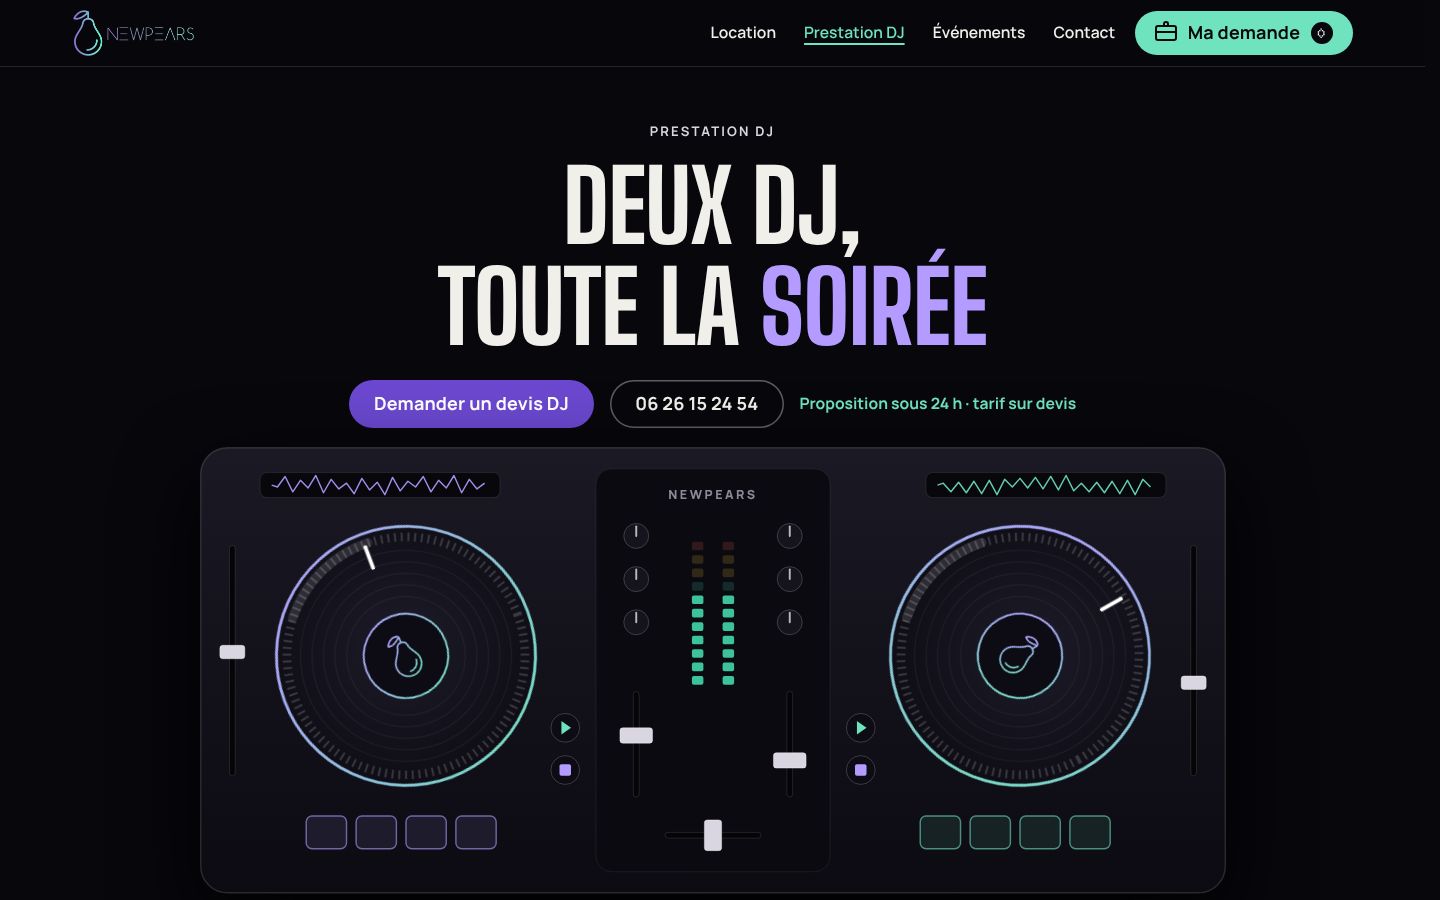 NEWPEARS
Location
Prestation DJ
Événements
Contact
Ma demande
PRESTATION DJ
DEUX DJ,
TOUTE LA SOIRÉE
Demander un devis DJ
06 26 15 24 54
Proposition sous 24 h · tarif sur devis
NEWPEARS